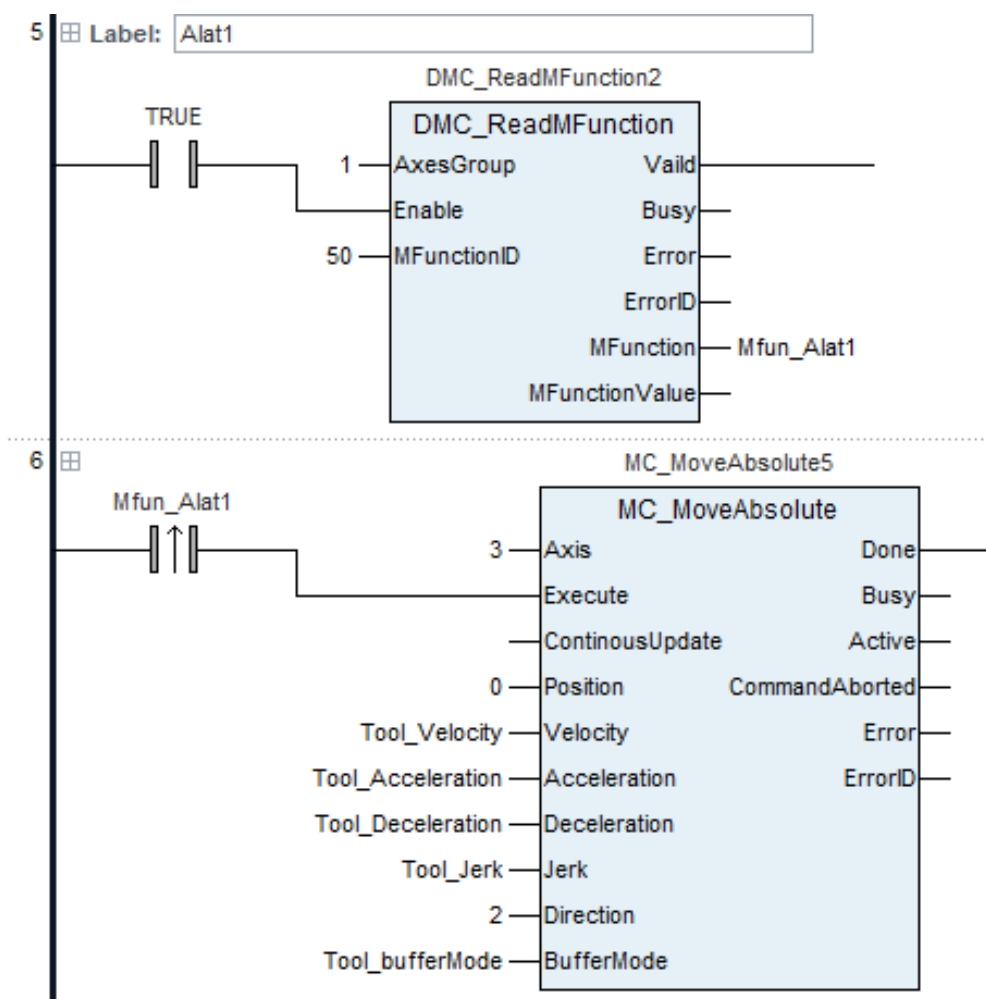 5 Label: Alat1
DMC_ReadMFunction2
TRUE
DMC_ReadMFunction
1 AxesGroup Vaild
Enable Busy
50 MFunctionID Error
ErrorID
MFunction Mfun_Alat1
MFunctionValue
6
MC_MoveAbsolute5
Mfun_Alat1
MC_MoveAbsolute
3 Axis Done
Execute Busy
ContinousUpdate Active
0 Position CommandAborted
Tool_Velocity Velocity Error
Tool_Acceleration Acceleration ErrorID
Tool_Deceleration Deceleration
Tool_Jerk Jerk
2 Direction
Tool_bufferMode BufferMode